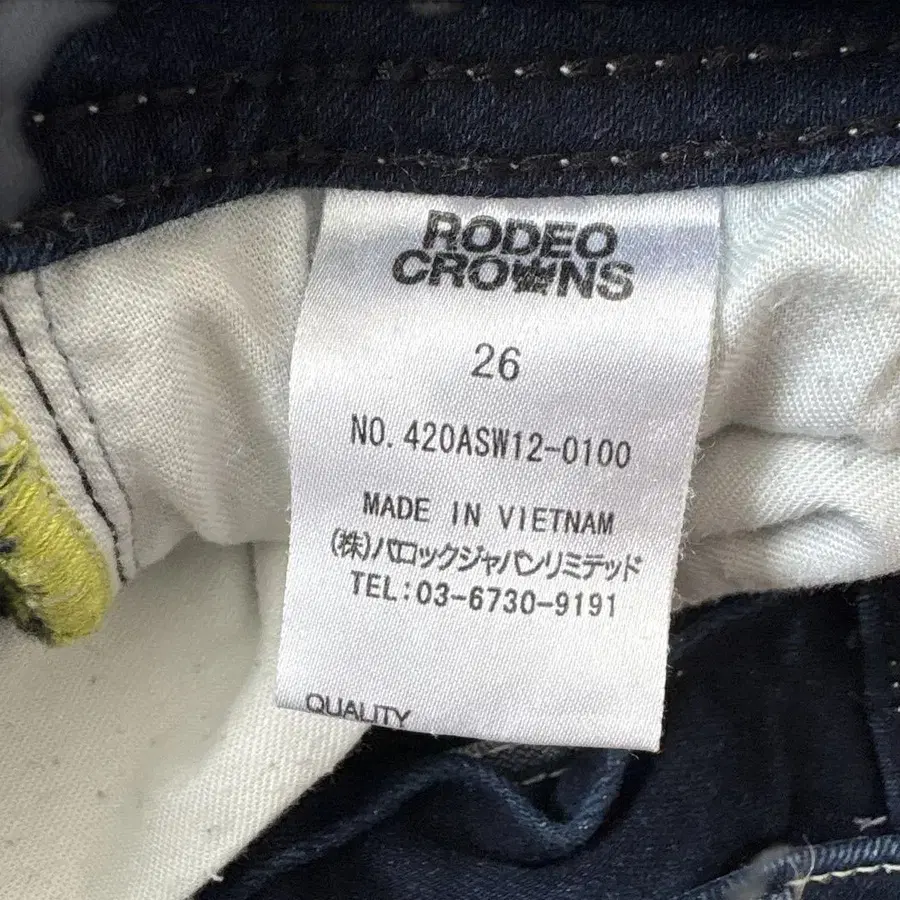 RODEO
CROWNS
26
NO. 420ASW12-0100
MADE IN VIETNAM
(株)バロックジャパンリミテッド
TEL:03-6730-9191
QUALITY